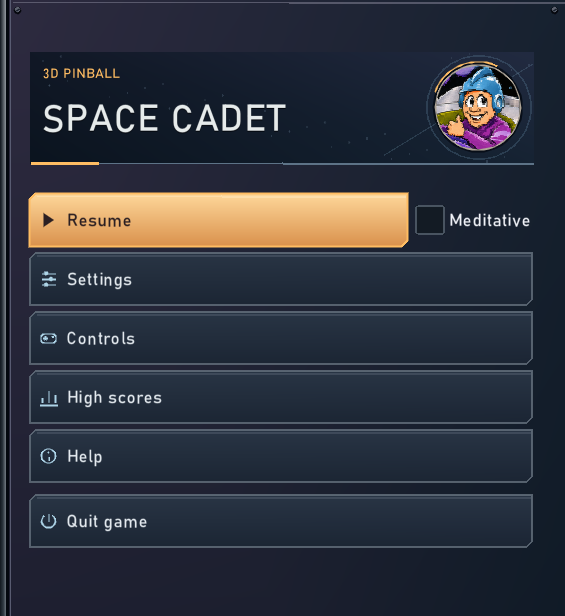 3D PINBALL
SPACE CADET
Resume
Meditative
Settings
Controls
High scores
Help
Quit game